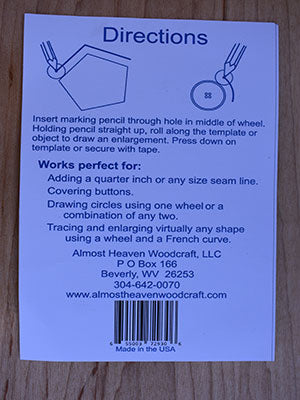 Directions
Insert marking pencil through hole in middle of wheel.
Holding pencil straight up, roll along the template or
object to draw an enlargement. Press down on
template or secure with tape.
Works perfect for:
Adding a quarter inch or any size seam line.
Covering buttons.
Drawing circles using one wheel or a
combination of any two.
Tracing and enlarging virtually any shape
using a wheel and a French curve.
Almost Heaven Woodcraft, LLC
P O Box 166
Beverly, WV 26253
304-642-0070
www.almostheavenwoodcraft.com
6 55003 72930 6
Made in the USA